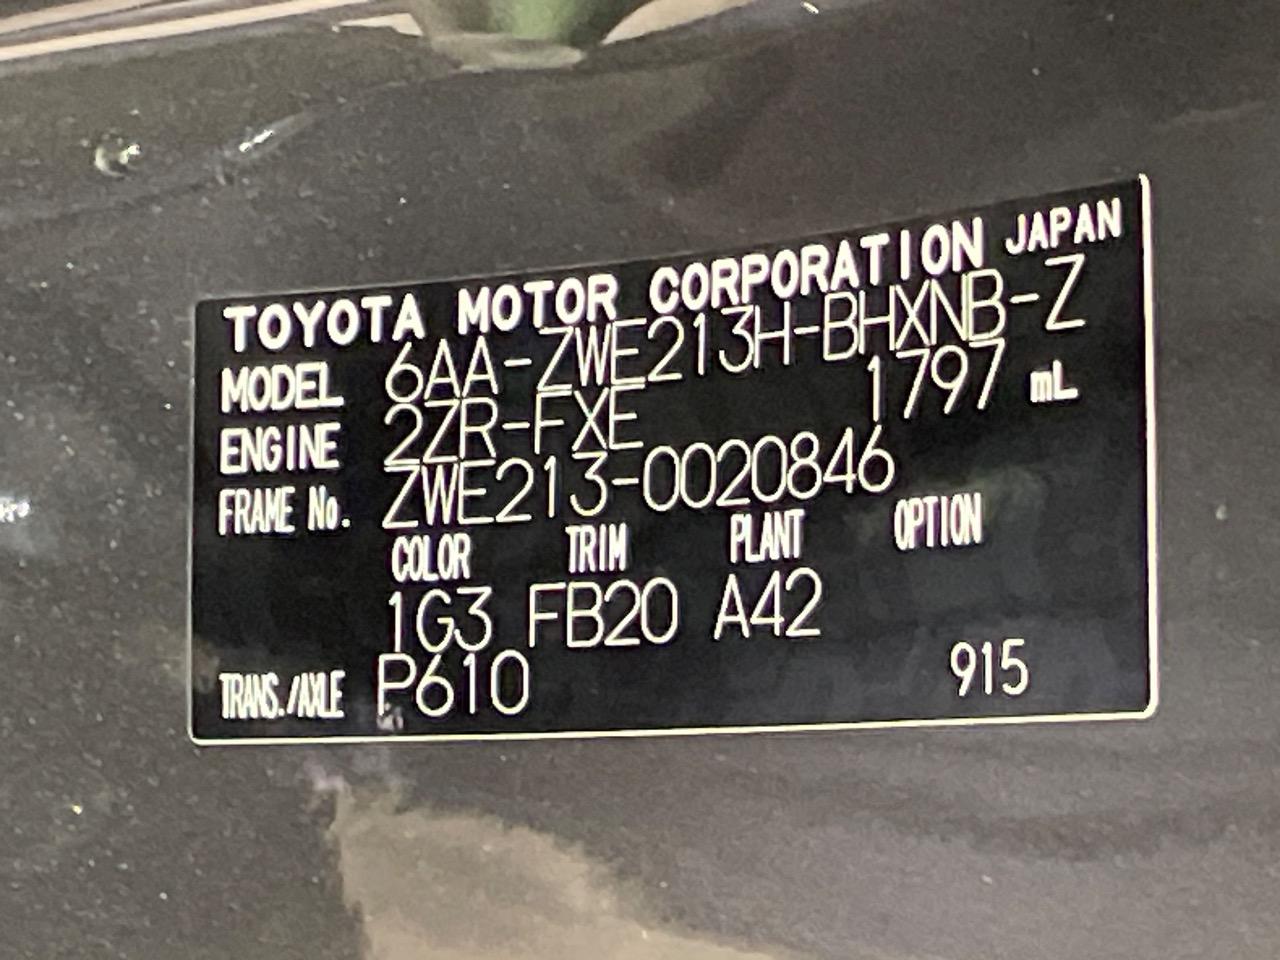 TOYOTA MOTOR CORPORATION JAPAN
MODEL 6AA-ZWE213H-BHXNB-Z
ENGINE 2ZR-FXE 1797 mL
FRAME No. ZWE213-0020846
COLOR TRIM PLANT OPTION
1G3 FB20 A42
TRANS./AXLE P610 915